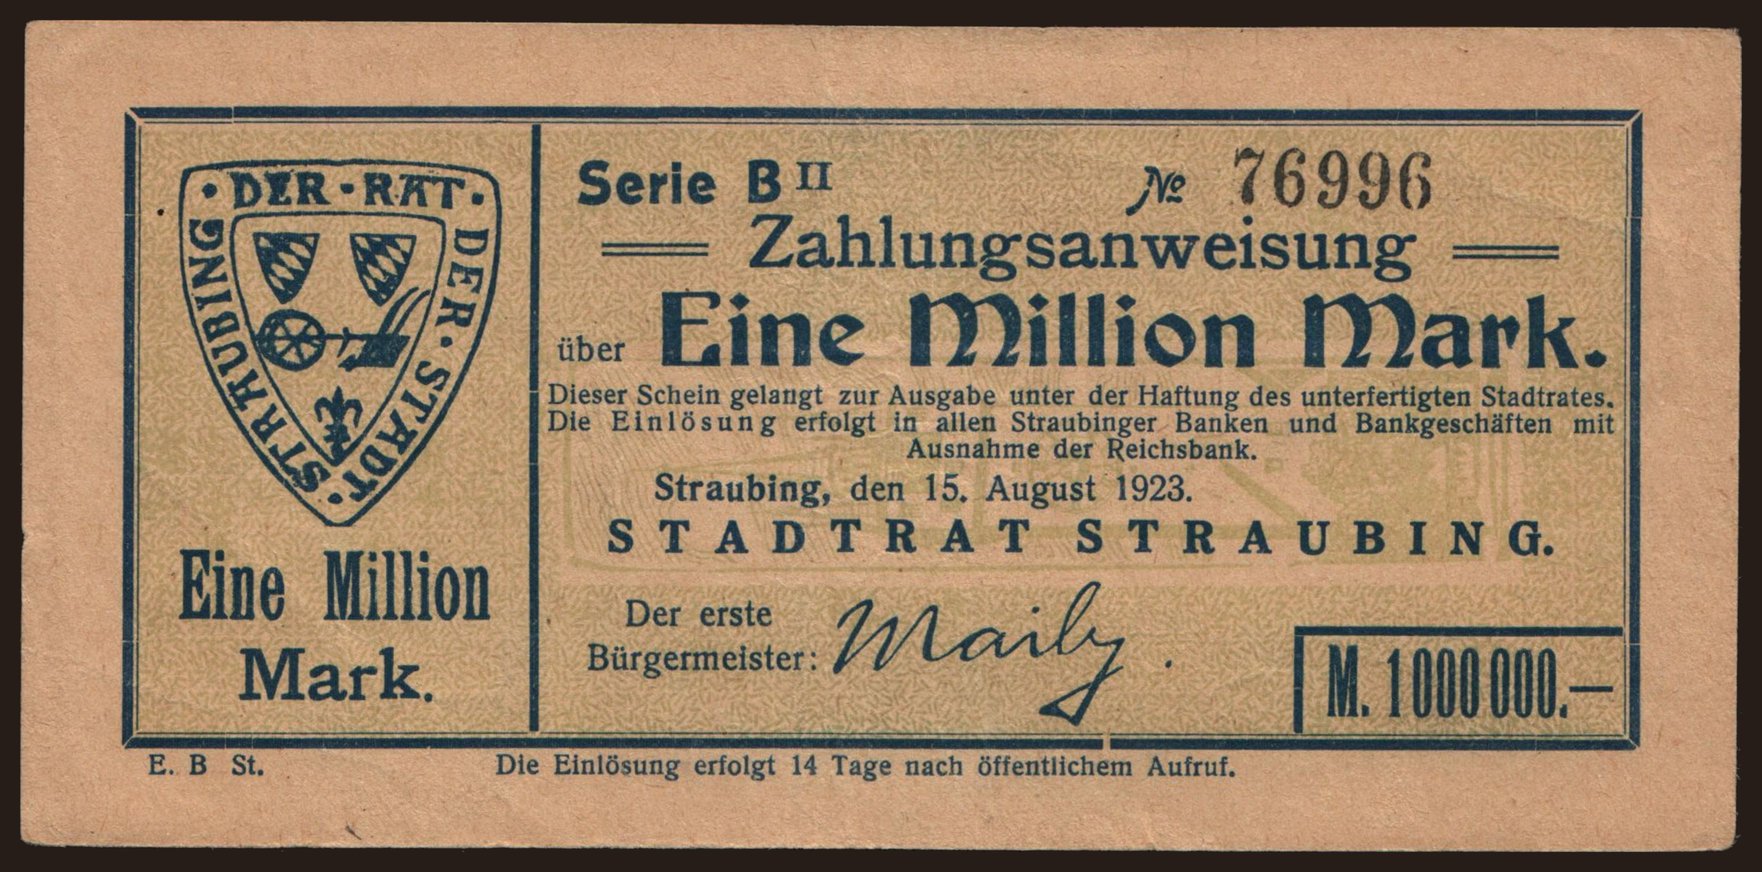 · DER · RAT ·
DER · STADT · STRAUBING
Eine Million
Mark.
Serie B II
№ 76996
Zahlungsanweisung
über Eine Million Mark.
Dieser Schein gelangt zur Ausgabe unter der Haftung des unterfertigten Stadtrates.
Die Einlösung erfolgt in allen Straubinger Banken und Bankgeschäften mit
Ausnahme der Reichsbank.
Straubing, den 15. August 1923.
STADTRAT STRAUBING.
Der erste
Bürgermeister:
M. 1000000.—
E. B St.
Die Einlösung erfolgt 14 Tage nach öffentlichem Aufruf.